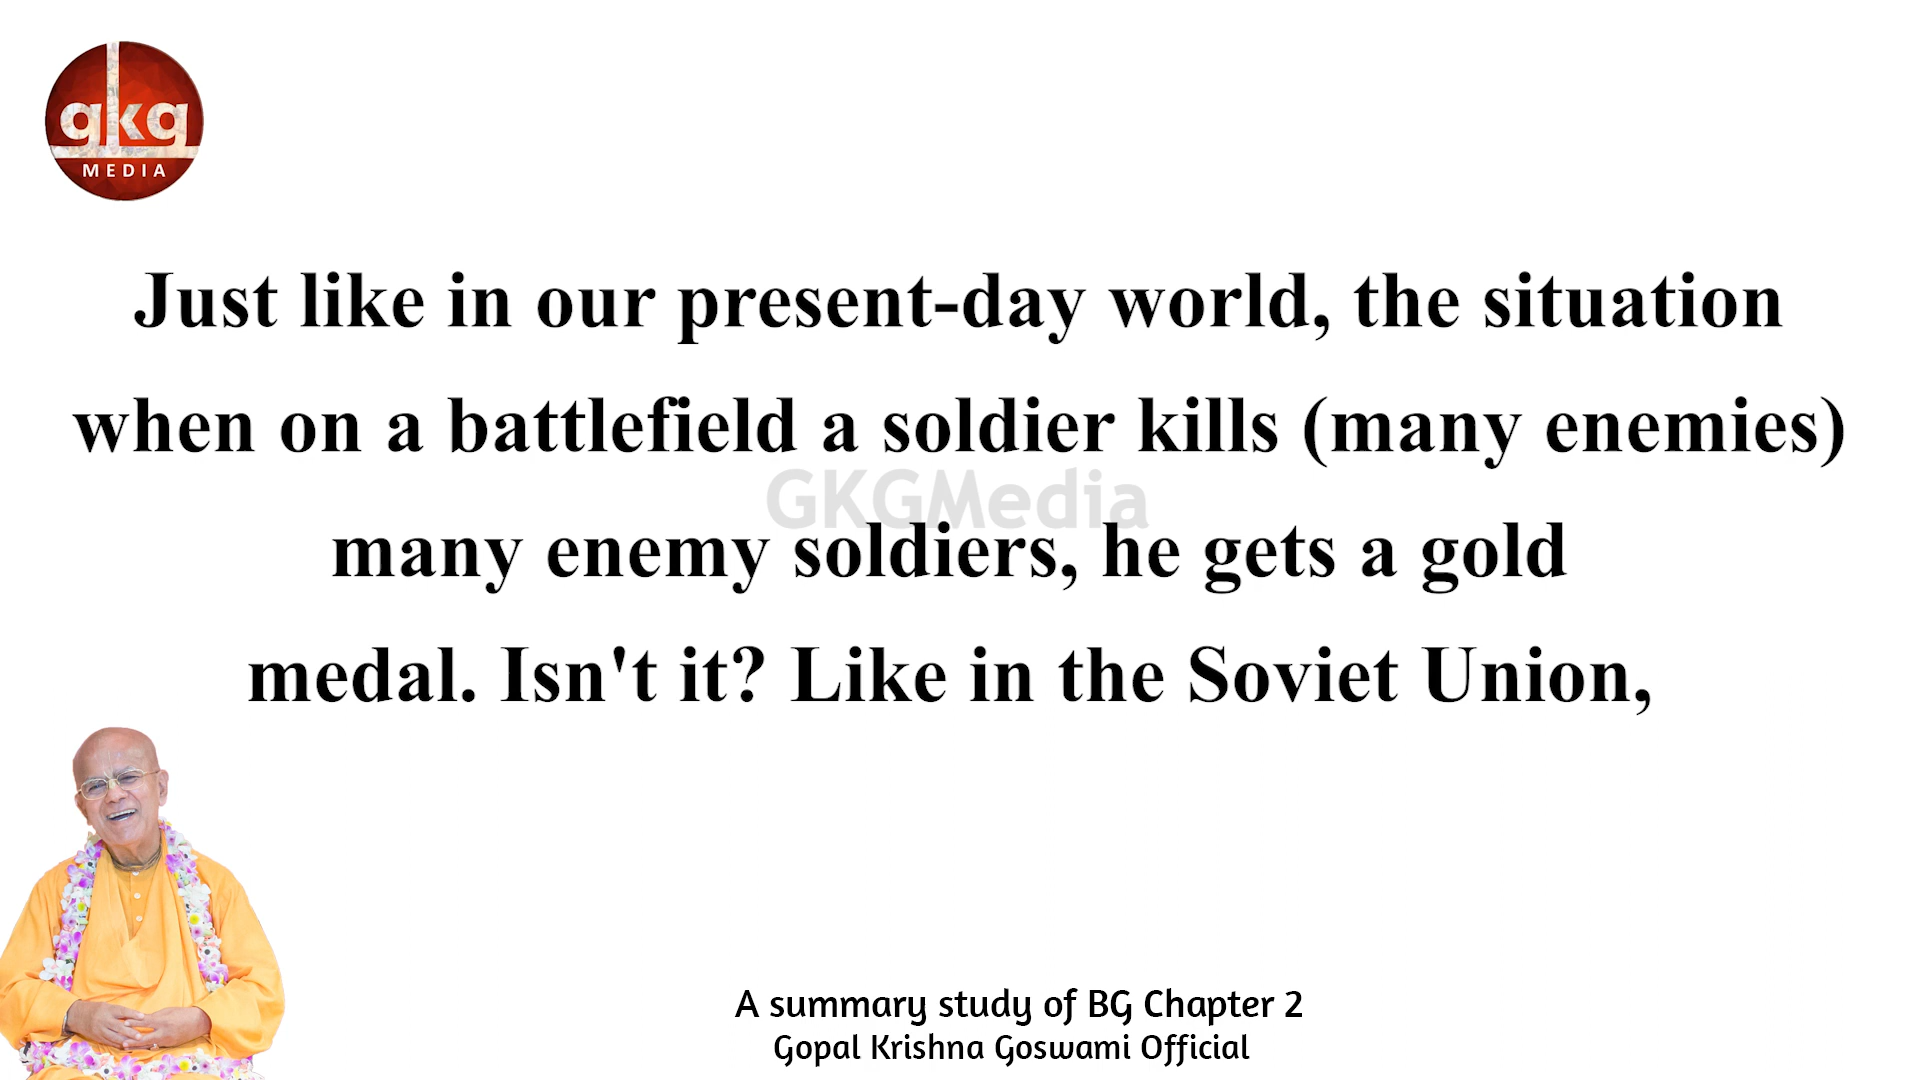 gkg
MEDIA
Just like in our present-day world, the situation
when on a battlefield a soldier kills (many enemies)
GKGMedia
many enemy soldiers, he gets a gold
medal. Isn't it? Like in the Soviet Union,
A summary study of BG Chapter 2
Gopal Krishna Goswami Official